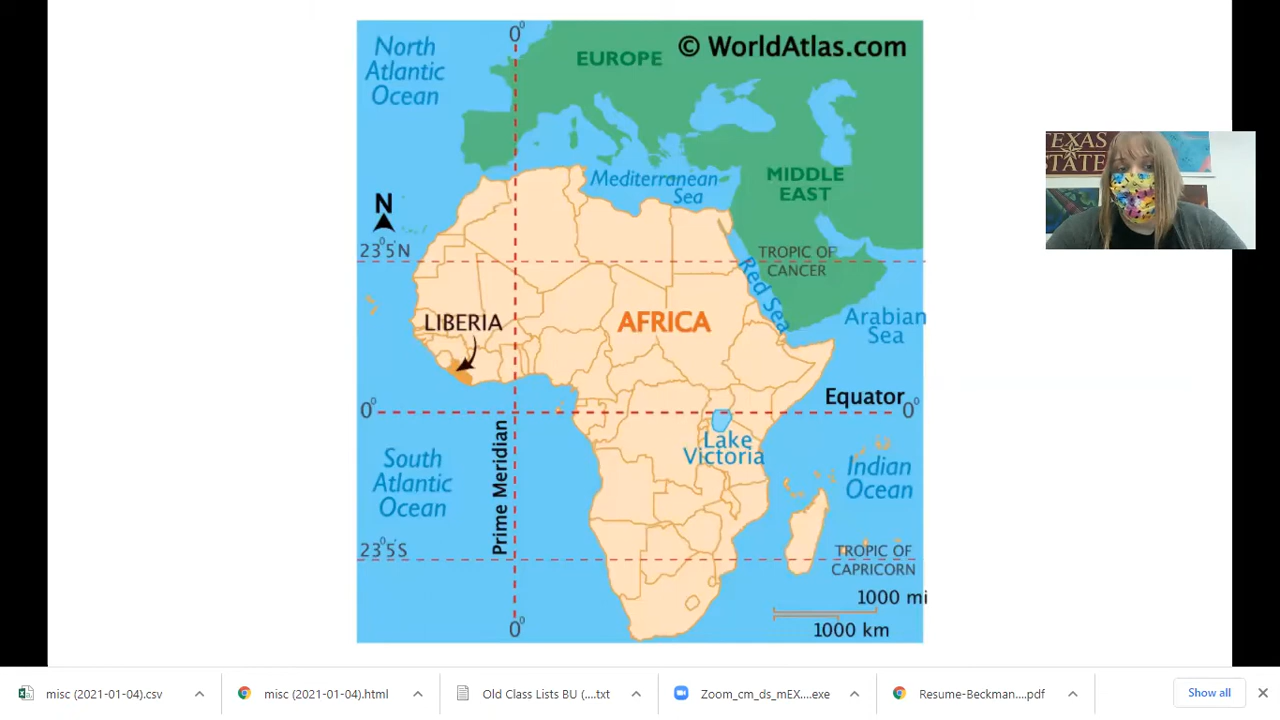 0°
© WorldAtlas.com
North
Atlantic
Ocean
EUROPE
TEXAS
STATE
MIDDLE
EAST
Mediterranean
Sea
N
23°5N
TROPIC OF
CANCER
Red Sea
LIBERIA
AFRICA
Arabian
Sea
Equator
0°
0°
Lake
Victoria
Prime Meridian
South
Atlantic
Ocean
Indian
Ocean
23°5S
TROPIC OF
CAPRICORN
1000 mi
1000 km
0°
misc (2021-01-04).csv
misc (2021-01-04).html
Old Class Lists BU (....txt
Zoom_cm_ds_mEX....exe
Resume-Beckman....pdf
Show all